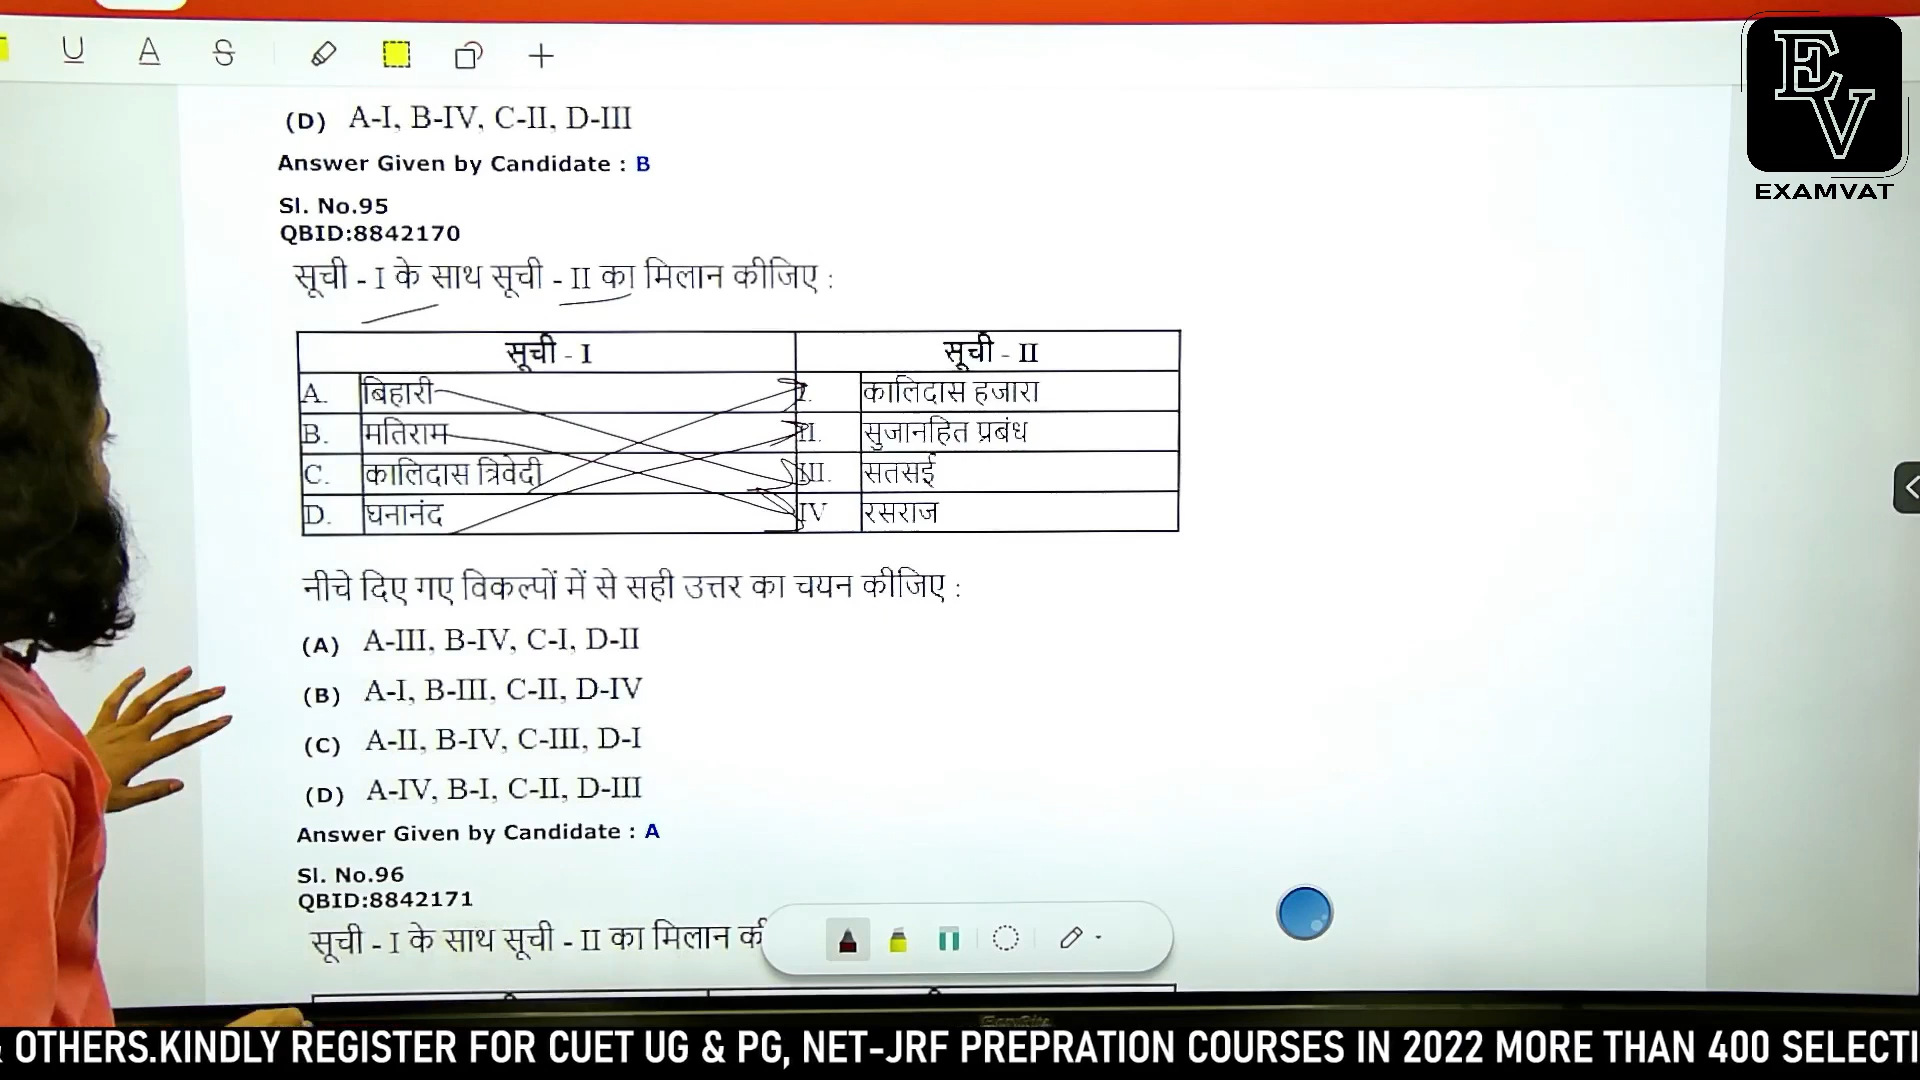 (D) A-I, B-IV, C-II, D-III
Answer Given by Candidate : B
Sl. No.95
QBID:8842170
सूची - I के साथ सूची - II का मिलान कीजिए :
सूची - I सूची - II
A. बिहारी I. कालिदास हजारा
B. मतिराम II. सुजानहित प्रबंध
C. कालिदास त्रिवेदी III. सतसई
D. घनानंद IV रसराज
नीचे दिए गए विकल्पों में से सही उत्तर का चयन कीजिए :
(A) A-III, B-IV, C-I, D-II
(B) A-I, B-III, C-II, D-IV
(C) A-II, B-IV, C-III, D-I
(D) A-IV, B-I, C-II, D-III
Answer Given by Candidate : A
Sl. No.96
QBID:8842171
सूची - I के साथ सूची - II का मिलान
EV
EXAMVAT
OTHERS.KINDLY REGISTER FOR CUET UG & PG, NET-JRF PREPRATION COURSES IN 2022 MORE THAN 400 SELECTI